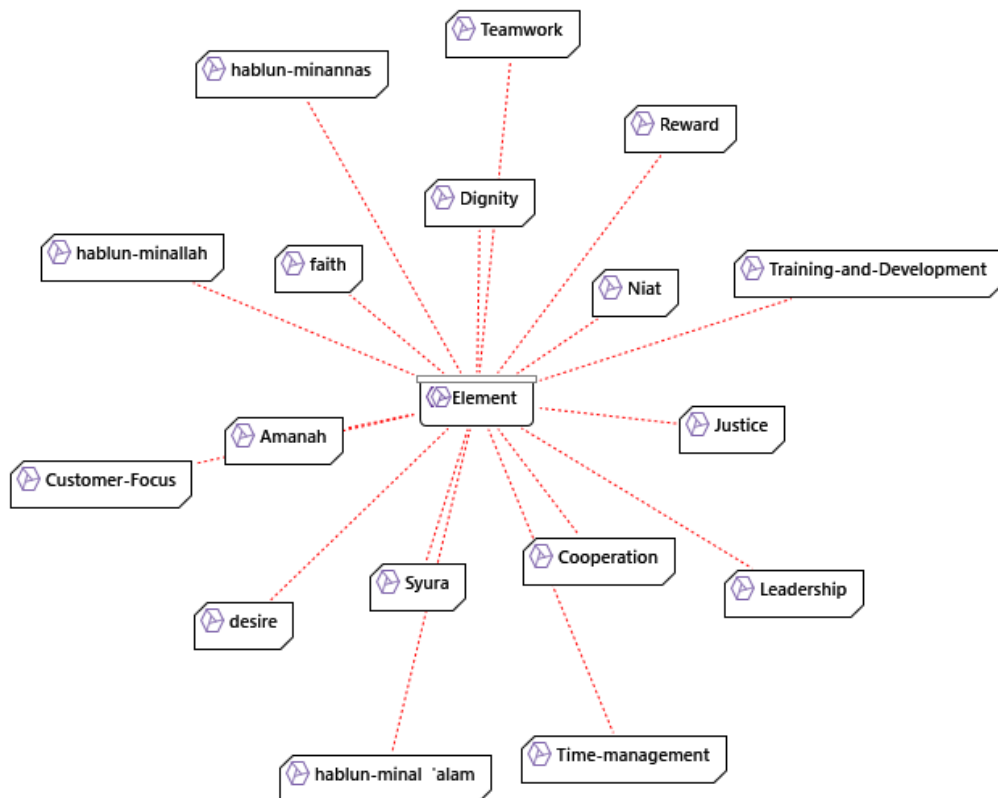 Teamwork
hablun-minannas
Reward
Dignity
hablun-minallah
faith
Training-and-Development
Niat
Element
Justice
Amanah
Customer-Focus
Cooperation
Syura
Leadership
desire
Time-management
hablun-minal `alam